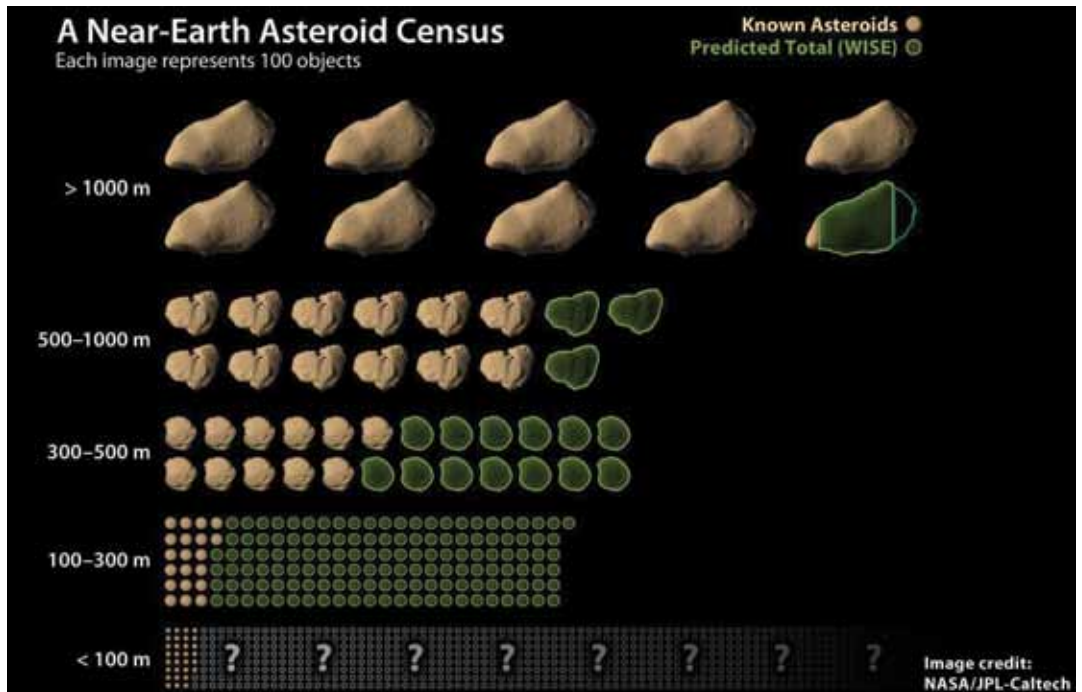 A Near-Earth Asteroid Census
Each image represents 100 objects
Known Asteroids
Predicted Total (WISE)
> 1000 m
500–1000 m
300–500 m
100–300 m
< 100 m
? ? ? ? ? ? ? ?
Image credit:
NASA/JPL-Caltech